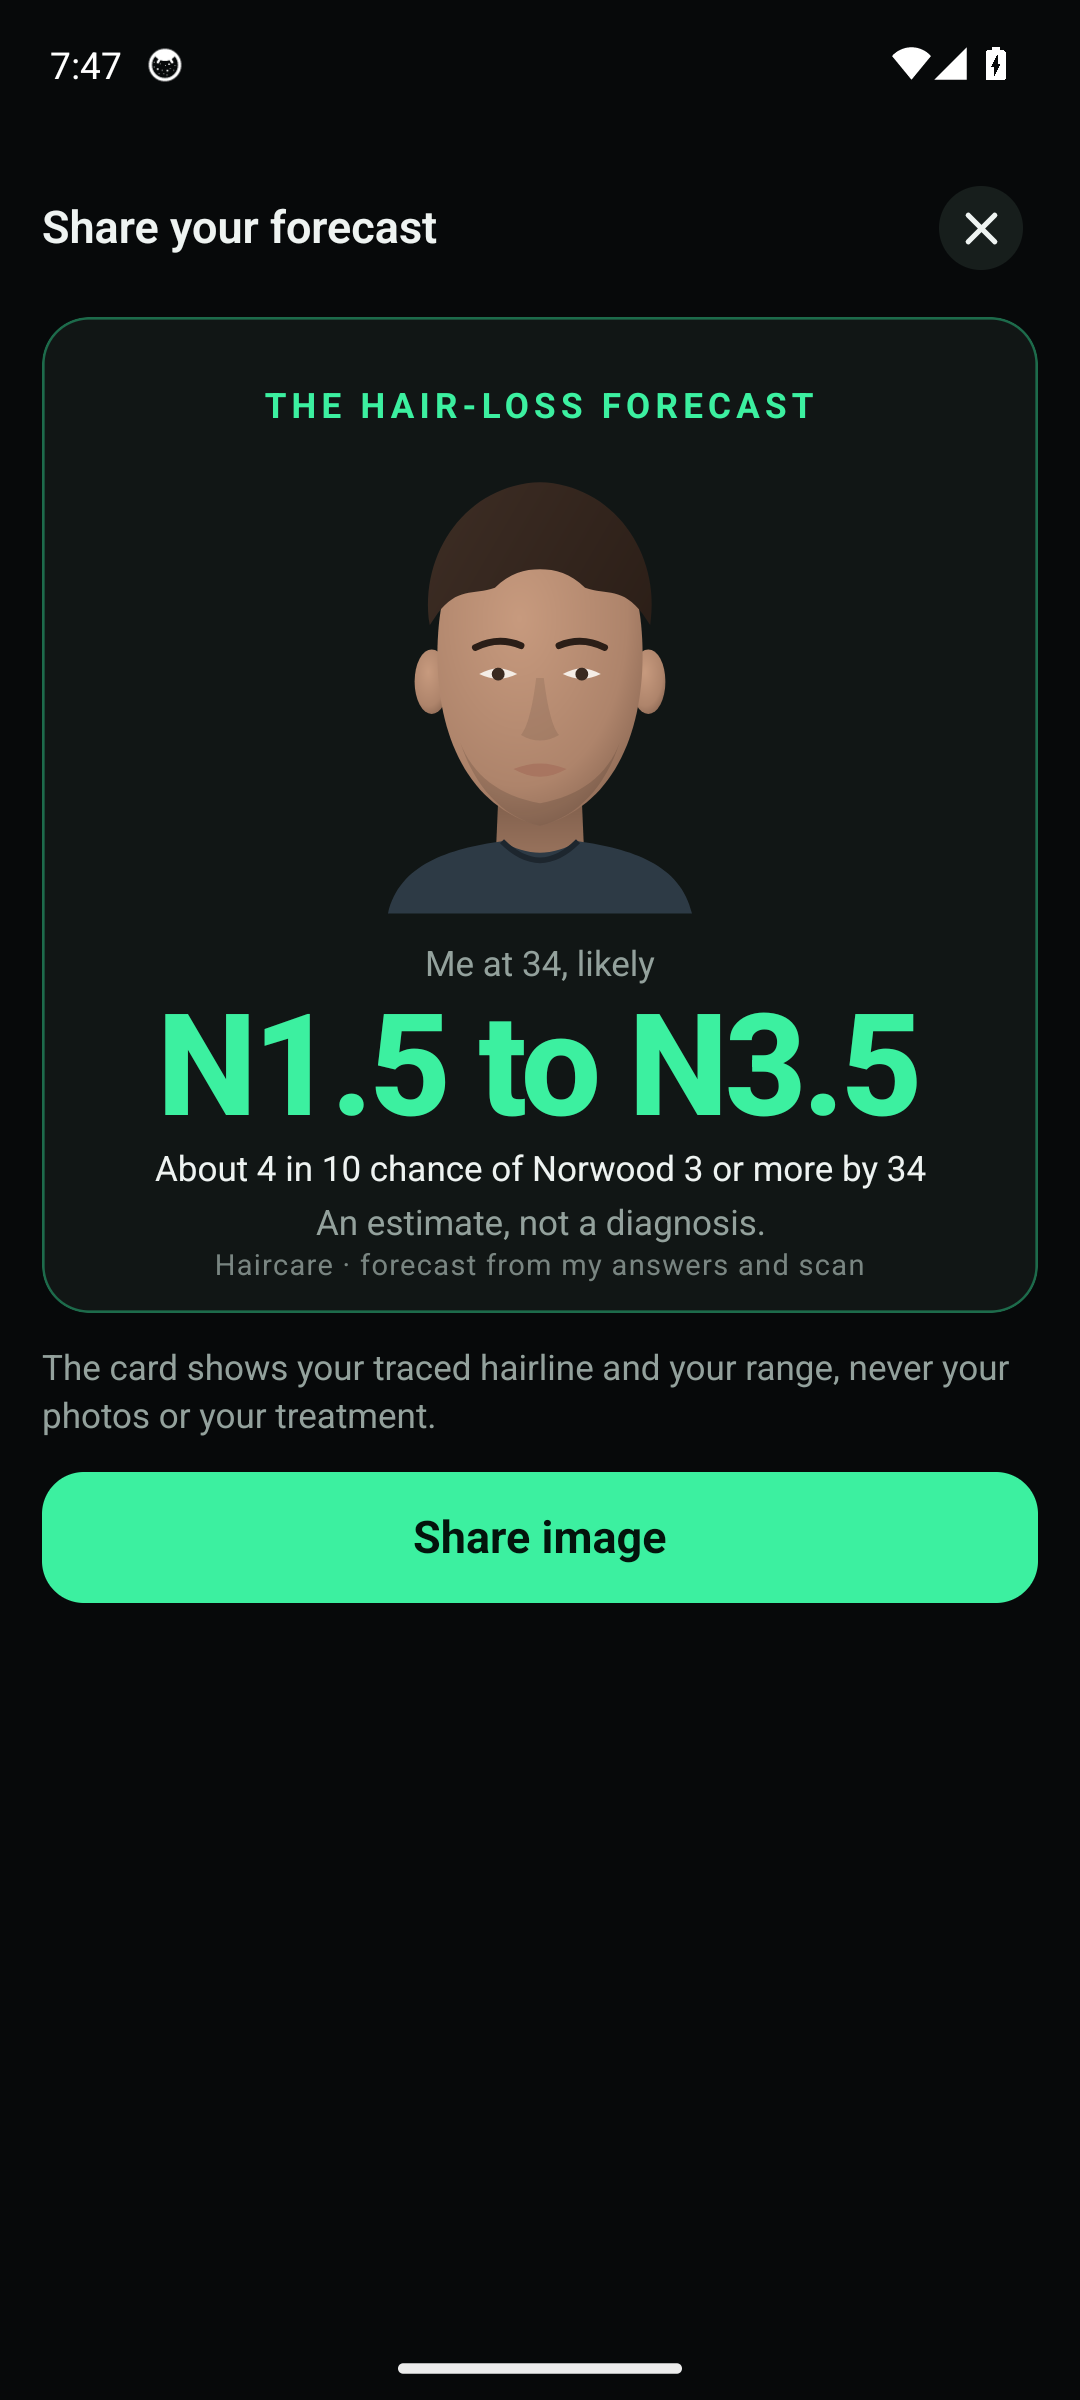 7:47
Share your forecast
THE HAIR-LOSS FORECAST
Me at 34, likely
N1.5 to N3.5
About 4 in 10 chance of Norwood 3 or more by 34
An estimate, not a diagnosis.
Haircare · forecast from my answers and scan
The card shows your traced hairline and your range, never your
photos or your treatment.
Share image